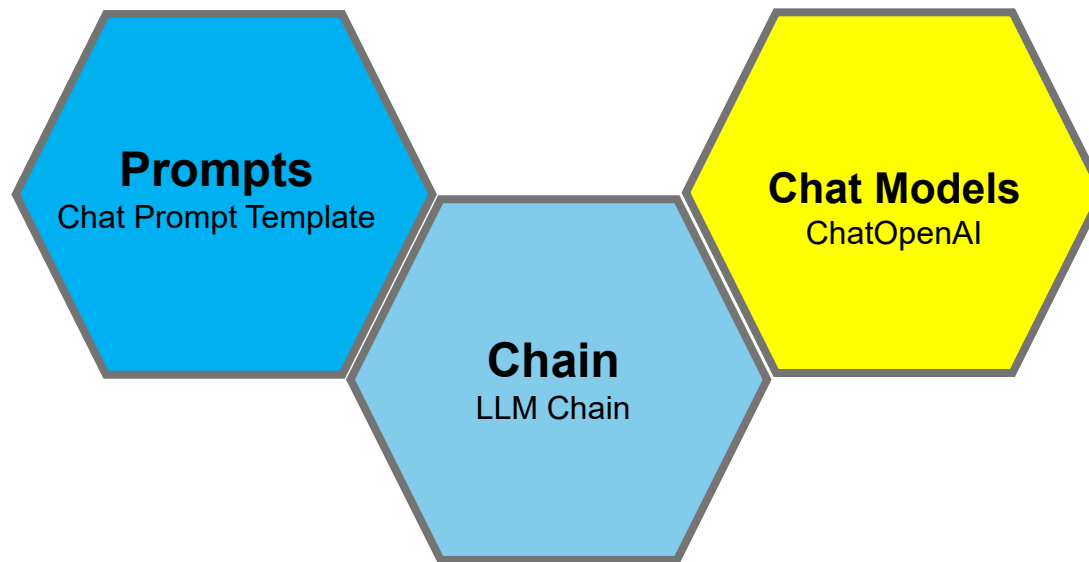 Prompts
Chat Prompt Template
Chat Models
ChatOpenAI
Chain
LLM Chain